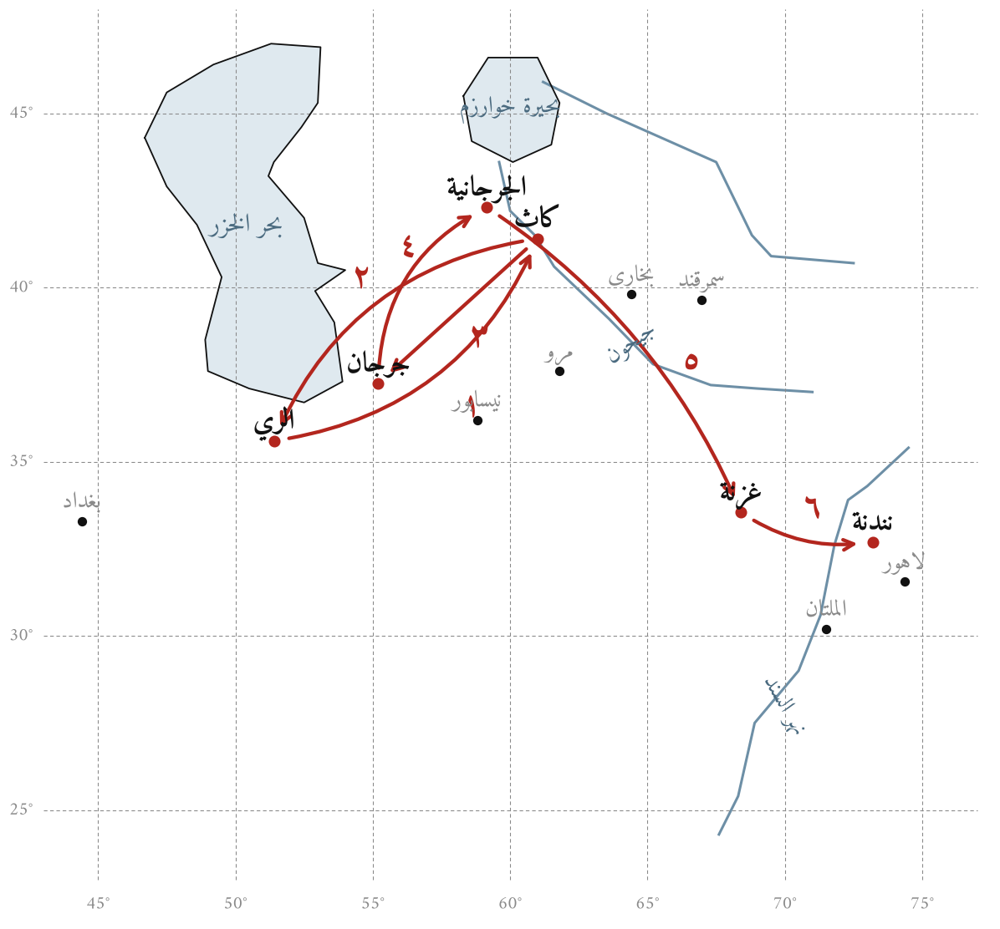 45°
بحيرة خوارزم
الجرجانية
كاث
بحر الخزر
٤
٢
40°
بخارى
سمرقند
٣
جيحون
جرجان
مرو
٥
نيسابور
١
الري
35°
بغداد
غزنة
٦
نندنة
لاهور
الملتان
30°
نهر السند
25°
45°
50°
55°
60°
65°
70°
75°